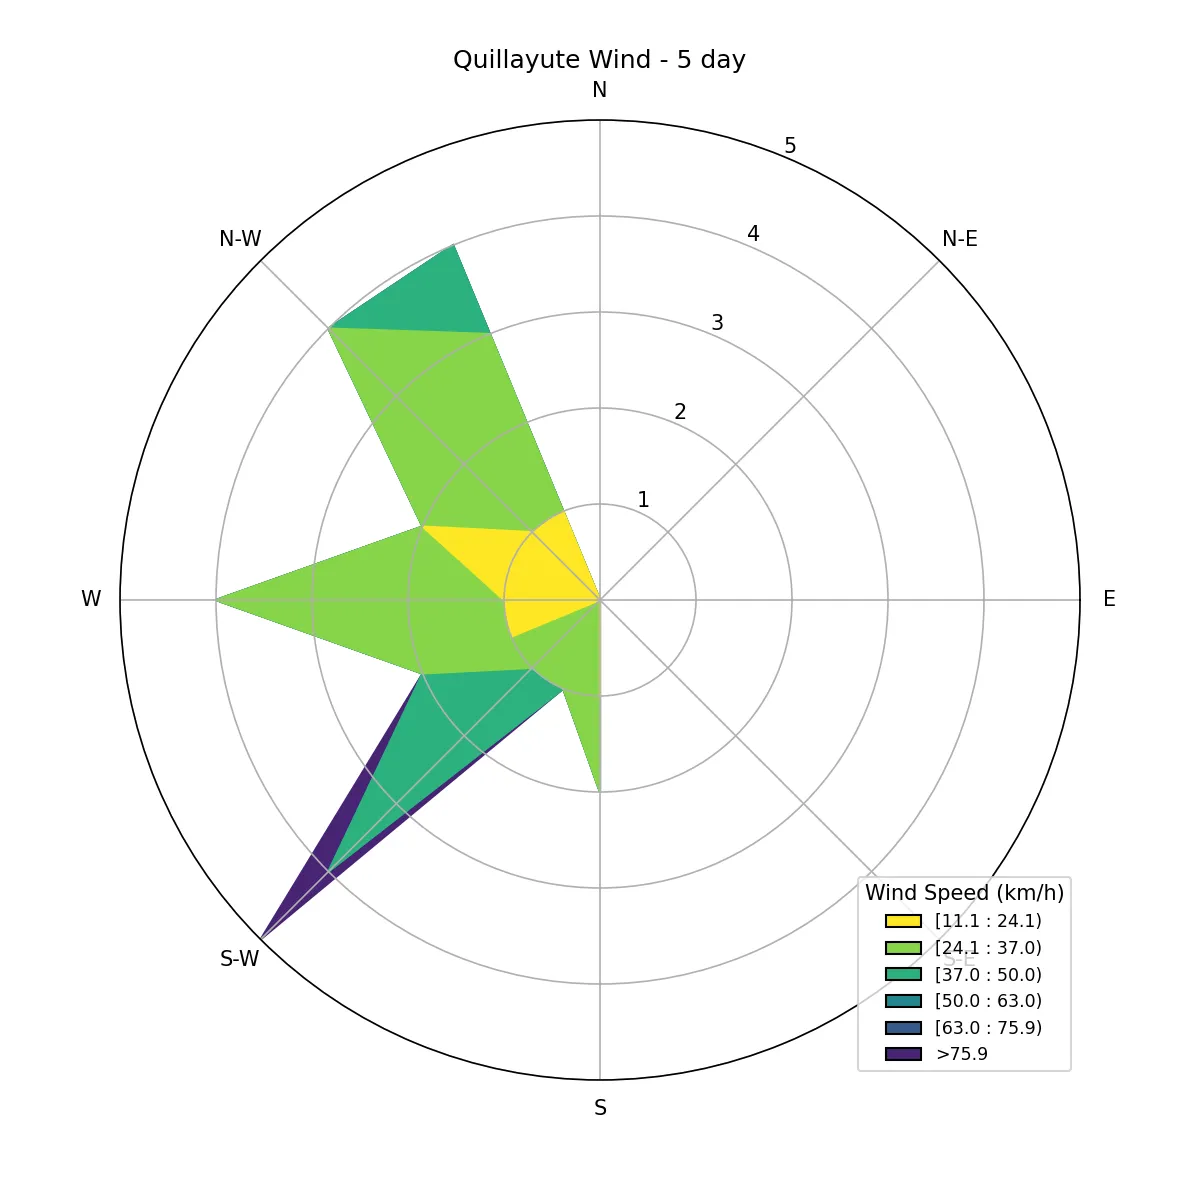 Quillayute Wind - 5 day
N
5
N-W
4
N-E
3
2
1
W
E
Wind Speed (km/h)
[11.1 : 24.1)
[24.1 : 37.0)
S-W
S-E
[37.0 : 50.0)
[50.0 : 63.0)
[63.0 : 75.9)
>75.9
S